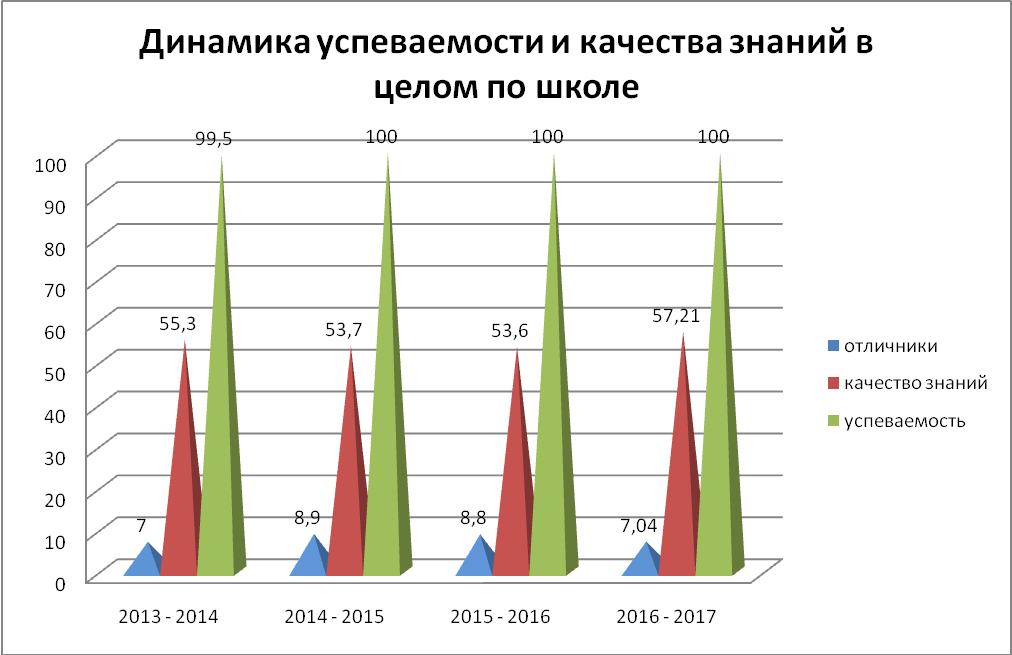 Динамика успеваемости и качества знаний в
целом по школе
100
90
80
70
60
50
40
30
20
10
0
7
55,3
99,5
8,9
53,7
100
8,8
53,6
100
7,04
57,21
100
2013 - 2014
2014 - 2015
2015 - 2016
2016 - 2017
отличники
качество знаний
успеваемость